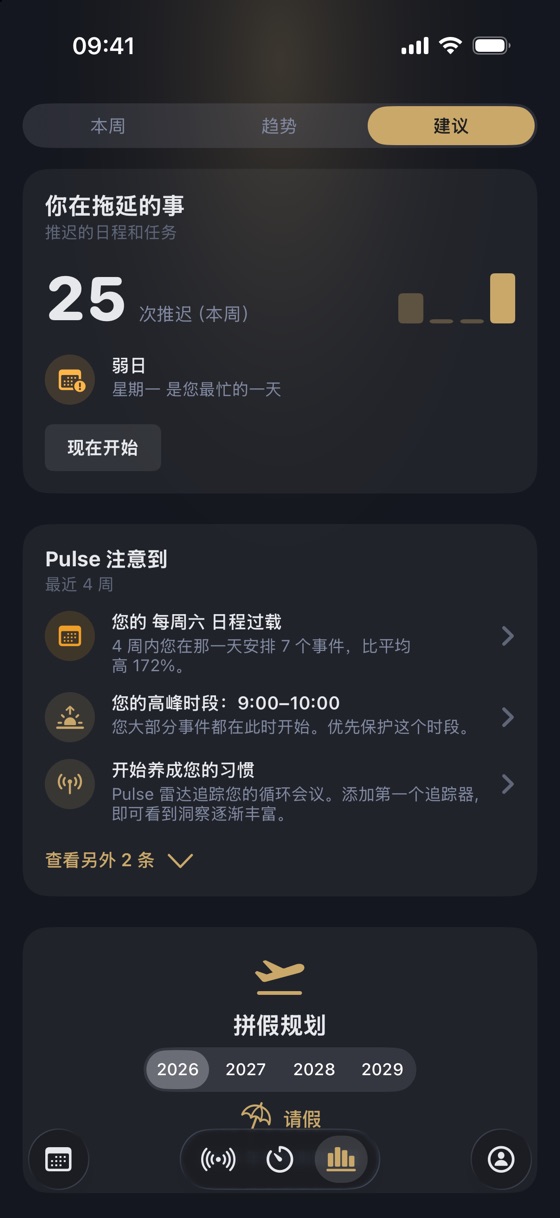 09:41
本周
趋势
建议
你在拖延的事
推迟的日程和任务
25 次推迟 (本周)
弱日
星期一 是您最忙的一天
现在开始
Pulse 注意到
最近 4 周
您的 每周六 日程过载
4 周内您在那一天安排 7 个事件，比平均
高 172%。
您的高峰时段：9:00–10:00
您大部分事件都在此时开始。优先保护这个时段。
开始养成您的习惯
Pulse 雷达追踪您的循环会议。添加第一个追踪器，
即可看到洞察逐渐丰富。
查看另外 2 条
拼假规划
2026
2027
2028
2029
请假